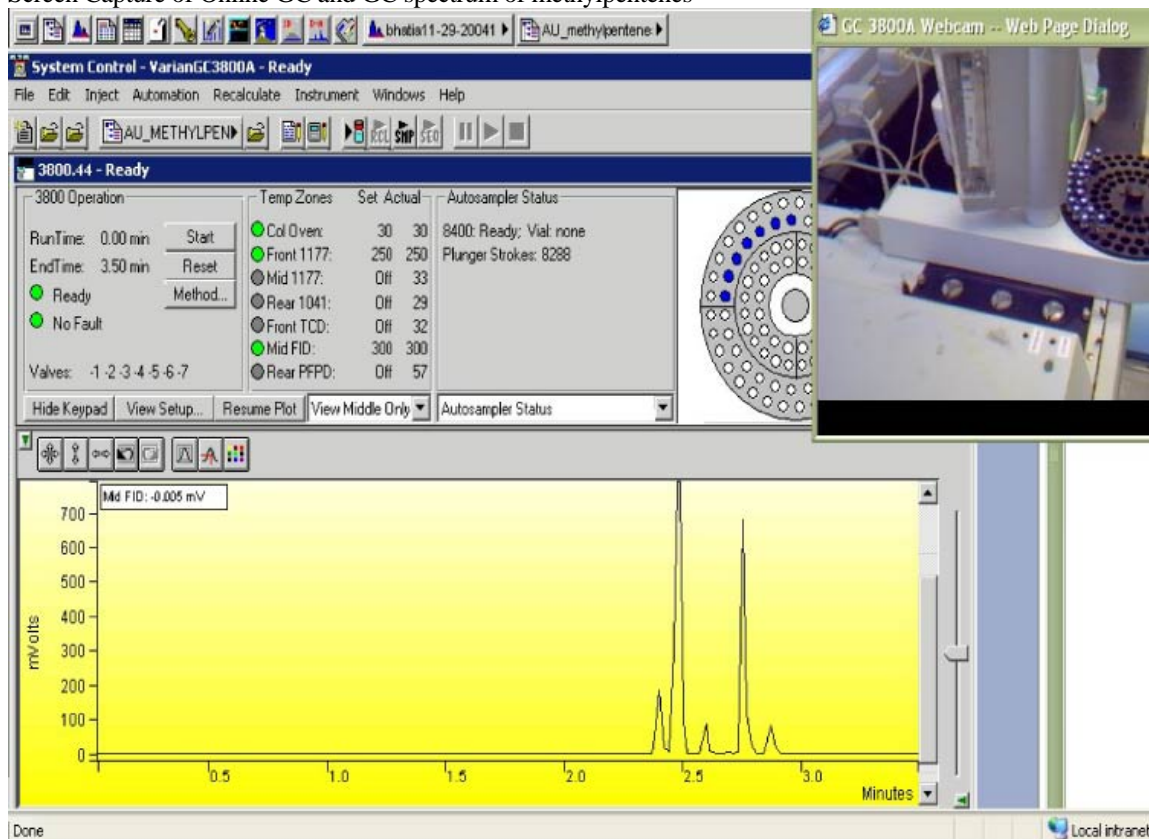 Screen Capture of Online GC and GC spectrum of methylpentenes
bhatia11-29-20041 AU_methylpentene
GC 3800A Webcam -- Web Page Dialog
System Control - VarianGC3800A - Ready
File Edit Inject Automation Recalculate Instrument Windows Help
AU_METHYLPEN RCL SMP SEQ
3800.44 - Ready
3800 Operation
RunTime: 0.00 min Start
EndTime: 3.50 min Reset
Ready Method...
No Fault
Valves: -1 -2 -3 -4 -5 -6 -7
Temp Zones Set Actual
Col Oven: 30 30
Front 1177: 250 250
Mid 1177: Off 33
Rear 1041: Off 29
Front TCD: Off 32
Mid FID: 300 300
Rear PFPD: Off 57
Autosampler Status
8400: Ready; Vial: none
Plunger Strokes: 8288
Hide Keypad View Setup... Resume Plot View Middle Only Autosampler Status
Mid FID: -0.005 mV
mVolts
700
600
500
400
300
200
100
0
0.5 1.0 1.5 2.0 2.5 3.0
Minutes
Done Local intranet